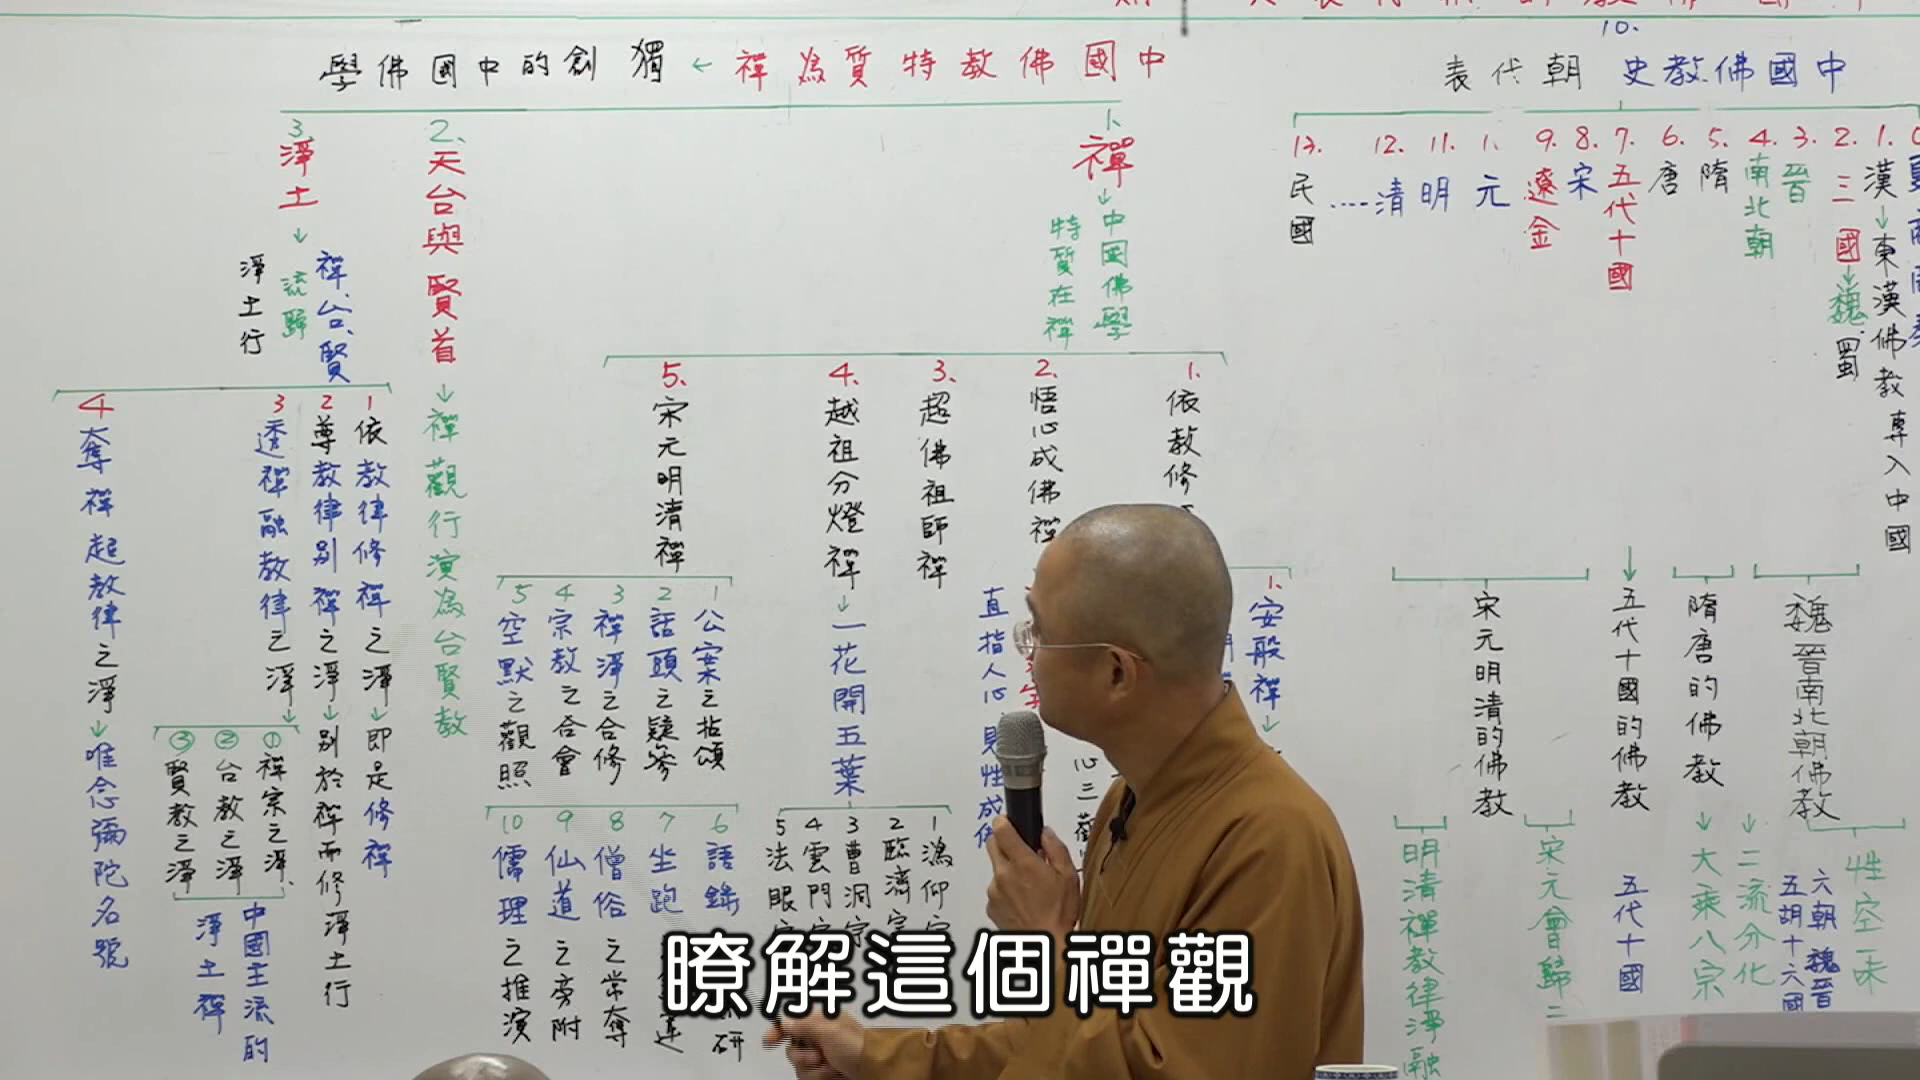 10.
中國佛教史 朝代表
1. 漢 → 東漢佛教專入中國
2. 三國 → 魏.蜀
3. 晉
4. 南北朝
5. 隋
6. 唐
7. 五代十國
8. 宋
9. 遼金
1. 元
11. 明
12. 清 ....
13. 民國
魏晉南北朝佛教
性空一味
六朝 魏晉
五胡十六國
隋唐的佛教
二流分化
大乘八宗
五代十國的佛教
五代十國
宋元明清的佛教
宋元會歸
明清禪教律淨融
中國佛教特質為禪 → 獨創的中國佛學
1. 禪
中國佛學
特質在禪
1. 依教修
1. 安般禪
2. 悟心成佛禪
直指人心見性成佛
3. 超佛祖師禪
4. 越祖分燈禪
一花開五葉
1 溈仰宗
2 臨濟宗
3 曹洞宗
4 雲門
5 法眼
5. 宋元明清禪
1 公案之拈頌
2 話頭之疑參
3 禪淨之合修
4 宗教之合會
5 空默之觀照
6 語錄
研
7 坐跑
8 僧俗之常奪
9 仙道之旁附
10 儒理之推演
2. 天台與賢首
禪觀行演為台賢教
3. 淨土
禪、台、賢
流歸
淨土行
1 依教律修禪之淨 → 即是修禪
2 尊教律別禪之淨 → 別於禪而修淨土行
3 透禪融教律之淨
① 禪宗之淨
② 台教之淨
③ 賢教之淨
中國主流的
淨土禪
4 奪禪起教律之淨 → 唯念彌陀名號
瞭解這個禪觀